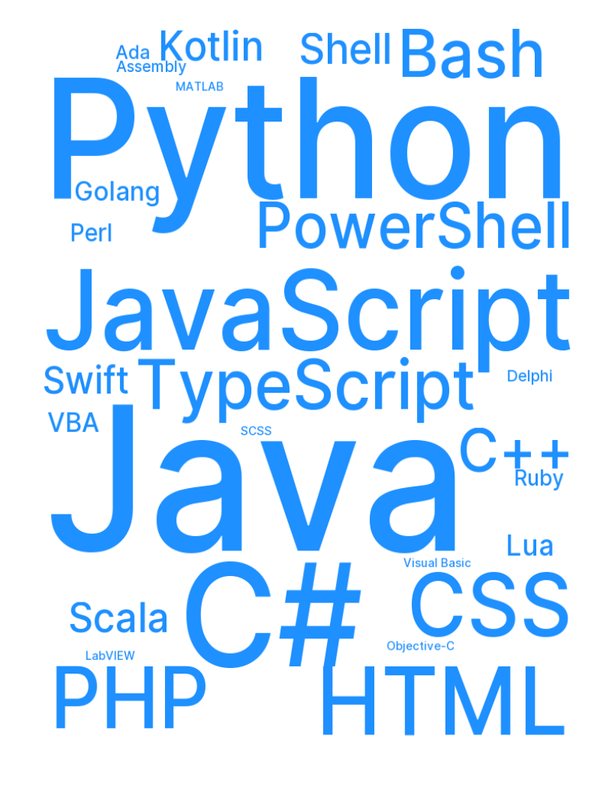 Ada Kotlin Shell Bash
Assembly
MATLAB
Python
Golang
Perl PowerShell
JavaScript
Swift TypeScript Delphi
VBA SCSS
Java C++
Ruby
Lua
Visual Basic
Scala C# CSS
Objective-C
LabVIEW
PHP HTML